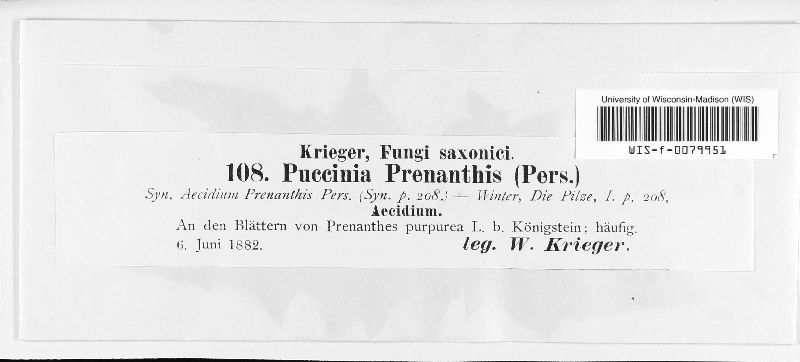 University of Wisconsin-Madison (WIS)
WIS-f-0079951
Krieger, Fungi saxonici.
108. Puccinia Prenanthis (Pers.)
Syn. Aecidium Prenanthis Pers. (Syn. p. 208.) — Winter, Die Pilze, I. p. 208.
Aecidium.
An den Blättern von Prenanthes purpurea L. b. Königstein; häufig.
6. Juni 1882. leg. W. Krieger.